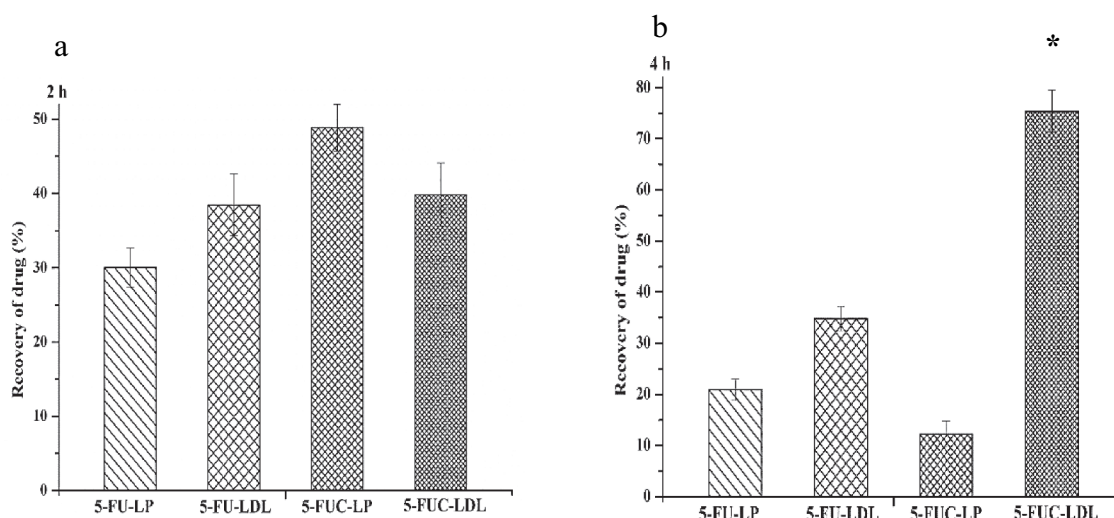 a
2 h
Recovery of drug (%)
50
40
30
20
10
0
5-FU-LP 5-FU-LDL 5-FUC-LP 5-FUC-LDL
b
*
4 h
Recovery of drug (%)
80
70
60
50
40
30
20
10
0
5-FU-LP 5-FU-LDL 5-FUC-LP 5-FUC-LDL